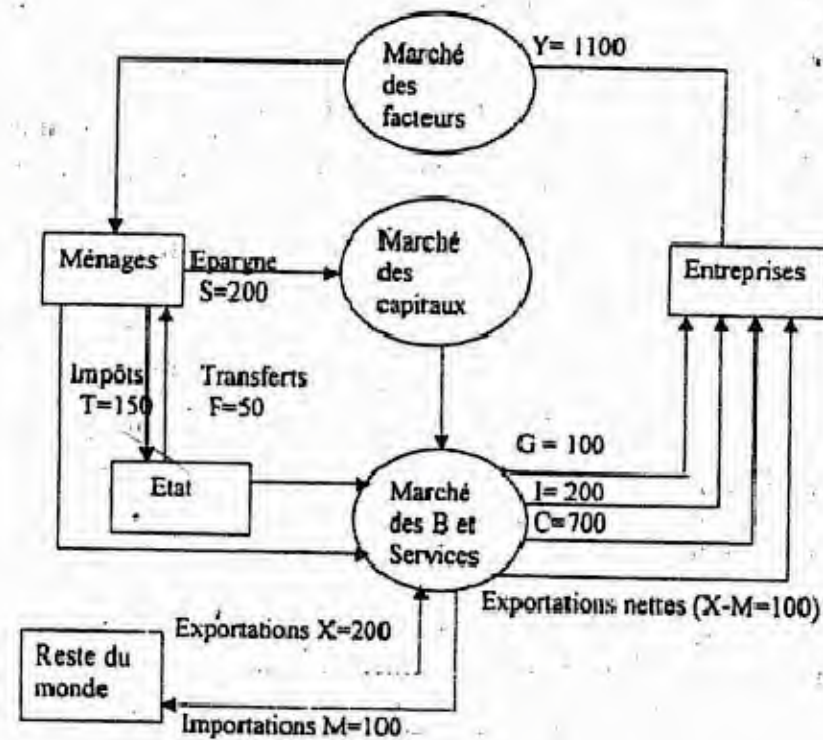 Marché
des
facteurs
Y= 1100
Ménages
Epargne
S=200
Marché
des
capitaux
Entreprises
Impôts
T=150
Transferts
F=50
Etat
Marché
des B et
Services
G = 100
I= 200
C=700
Exportations nettes (X-M=100)
Exportations X=200
Reste du
monde
Importations M=100